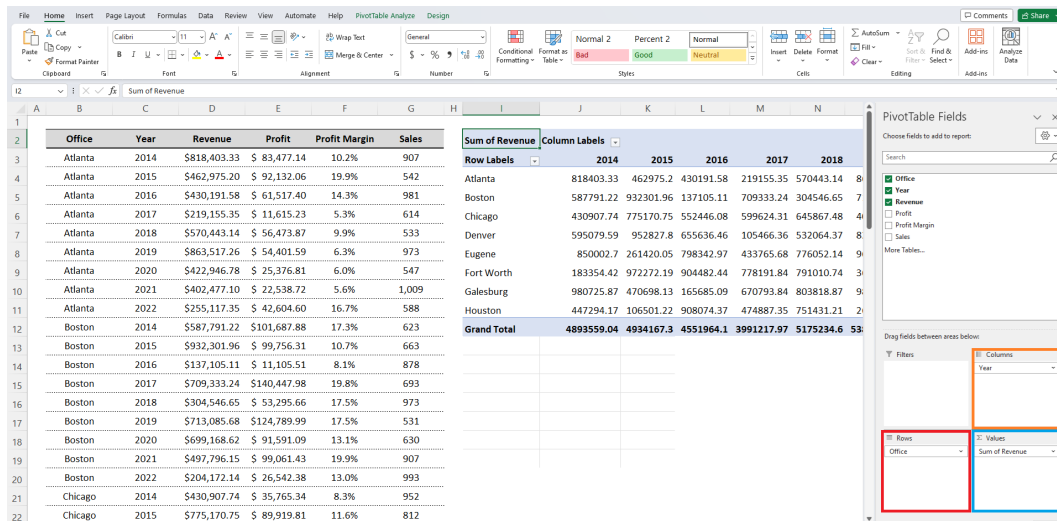 File Home Insert Page Layout Formulas Data Review View Automate Help PivotTable Analyze Design Comments Share
Paste Cut Copy Format Painter Clipboard
Calibri 11 A A B I U A Font
Wrap Text Merge & Center Alignment
General $ % 9 Number
Conditional Formatting Format as Table
Normal 2 Percent 2 Normal
Bad Good Neutral
Styles
Insert Delete Format Cells
AutoSum Fill Clear Sort & Filter Find & Select Editing
Add-ins Add-ins
Analyze Data
I2 fx Sum of Revenue
A B C D E F G H I J K L M N
1
2 Office Year Revenue Profit Profit Margin Sales Sum of Revenue Column Labels
3 Atlanta 2014 $818,403.33 $ 83,477.14 10.2% 907 Row Labels 2014 2015 2016 2017 2018
4 Atlanta 2015 $462,975.20 $ 92,132.06 19.9% 542 Atlanta 818403.33 462975.2 430191.58 219155.35 570443.14
5 Atlanta 2016 $430,191.58 $ 61,517.40 14.3% 981 Boston 587791.22 932301.96 137105.11 709333.24 304546.65
6 Atlanta 2017 $219,155.35 $ 11,615.23 5.3% 614 Chicago 430907.74 775170.75 552446.08 599624.31 645867.48
7 Atlanta 2018 $570,443.14 $ 56,473.87 9.9% 533 Denver 595079.59 952827.8 655636.46 105466.36 532064.37
8 Atlanta 2019 $863,517.26 $ 54,401.59 6.3% 973 Eugene 850002.7 261420.05 798342.97 433765.68 776052.14
9 Atlanta 2020 $422,946.78 $ 25,376.81 6.0% 547 Fort Worth 183354.42 972272.19 904482.44 778191.84 791010.74
10 Atlanta 2021 $402,477.10 $ 22,538.72 5.6% 1,009 Galesburg 980725.87 470698.13 165685.09 670793.84 803818.87
11 Atlanta 2022 $255,117.35 $ 42,604.60 16.7% 588 Houston 447294.17 106501.22 908074.37 474887.35 751431.21
12 Boston 2014 $587,791.22 $101,687.88 17.3% 623 Grand Total 4893559.04 4934167.3 4551964.1 3991217.97 5175234.6 538
13 Boston 2015 $932,301.96 $ 99,756.31 10.7% 663
14 Boston 2016 $137,105.11 $ 11,105.51 8.1% 878
15 Boston 2017 $709,333.24 $140,447.98 19.8% 693
16 Boston 2018 $304,546.65 $ 53,295.66 17.5% 973
17 Boston 2019 $713,085.68 $124,789.99 17.5% 531
18 Boston 2020 $699,168.62 $ 91,591.09 13.1% 630
19 Boston 2021 $497,796.15 $ 99,061.43 19.9% 907
20 Boston 2022 $204,172.14 $ 26,542.38 13.0% 993
21 Chicago 2014 $430,907.74 $ 35,765.34 8.3% 952
22 Chicago 2015 $775,170.75 $ 89,919.81 11.6% 812
PivotTable Fields
Choose fields to add to report:
Search
Office
Year
Revenue
Profit
Profit Margin
Sales
More Tables...
Drag fields between areas below:
Filters
Columns
Year
Rows
Office
Values
Sum of Revenue